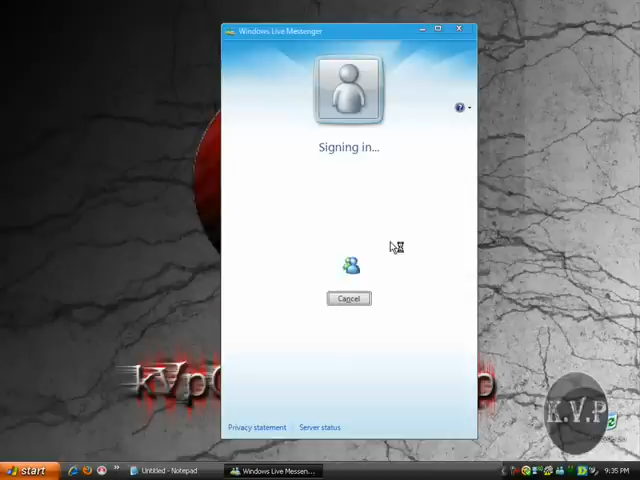 Windows Live Messenger
Signing in...
Cancel
Privacy statement
Server status
K.V.P
start
Untitled - Notepad
Windows Live Messen...
9:35 PM